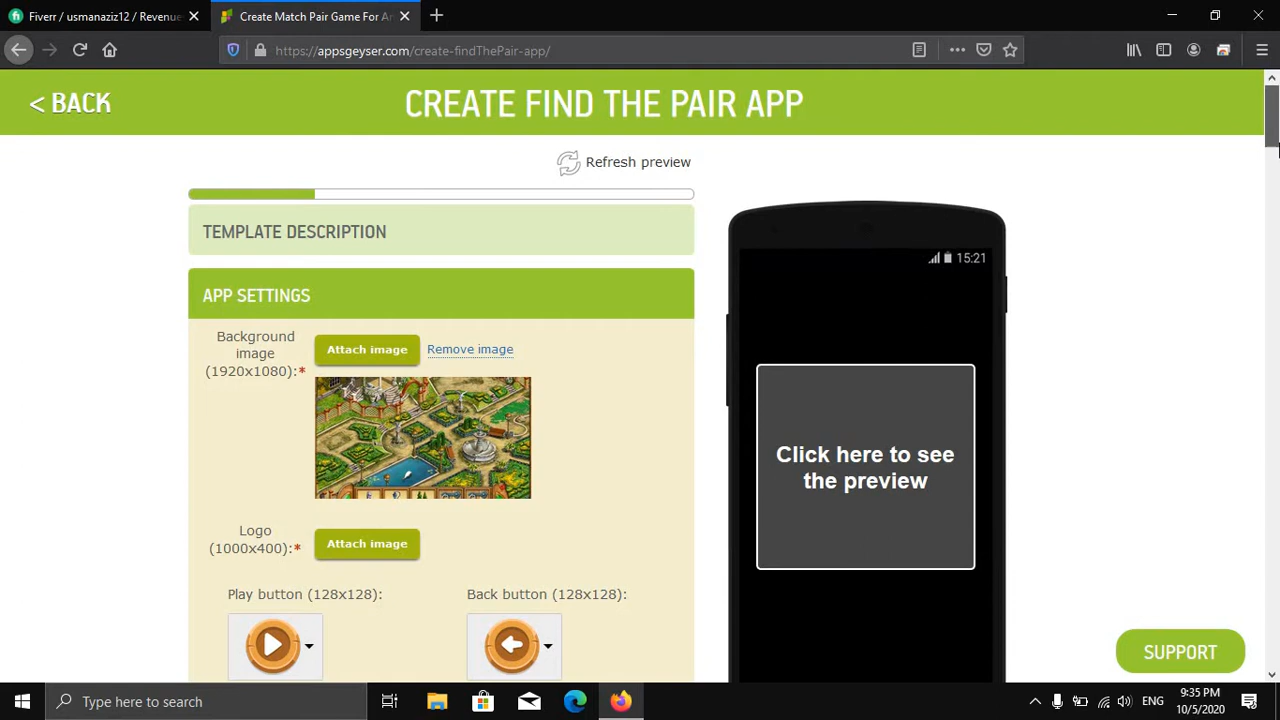 Fiverr / usmanaziz12 / Revenue
Create Match Pair Game For An
https://appsgeyser.com/create-findThePair-app/
< BACK
CREATE FIND THE PAIR APP
Refresh preview
TEMPLATE DESCRIPTION
15:21
APP SETTINGS
Background
image
(1920x1080):*
Attach image
Remove image
Click here to see
the preview
Logo
(1000x400):*
Attach image
Play button (128x128):
Back button (128x128):
SUPPORT
Type here to search
ENG
9:35 PM
10/5/2020